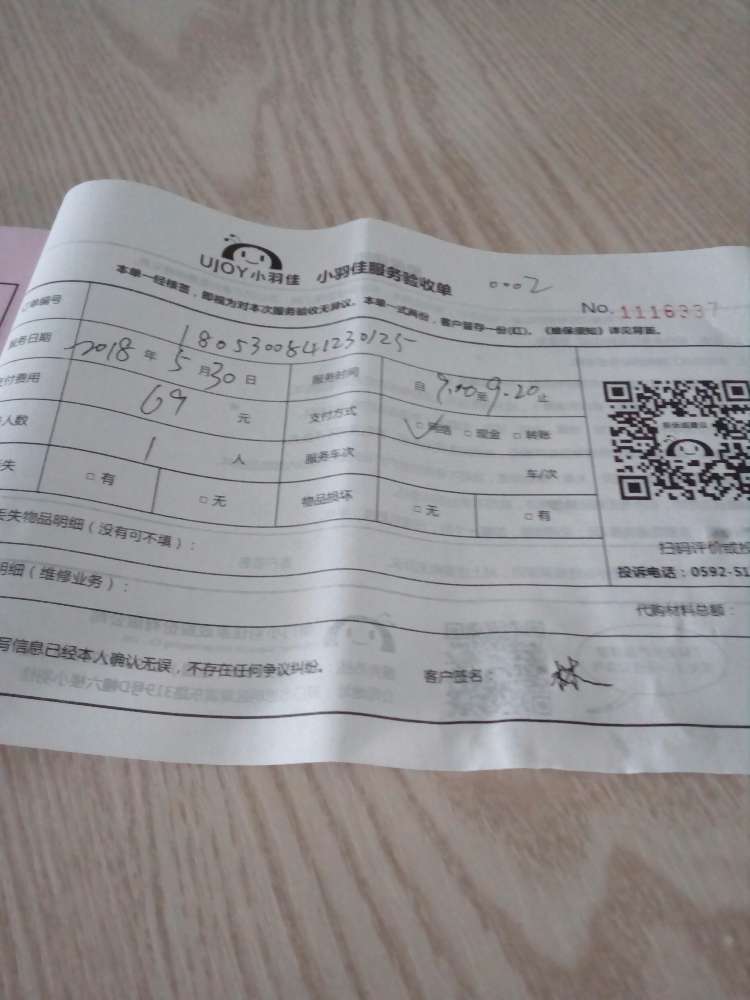 UJOY小羽佳 小羽佳服务验收单 0002
本单一经核签，即视为对本次服务验收无异议。本单一式两份，客户留存一份(红)。《维保须知》详见背面。
No. 1116937
单编号 1805300841230125
务日期 2018 年 5 月 30 日 服务时间 自 9:00 至 9:20 止
付费用 69 元 支付方式 □ 网络 □ 现金 □ 转账
人数 1 人 服务车次 车/次
失 □ 有 □ 无 物品损坏 □ 无 □ 有
丢失物品明细（没有可不填）：
扫码评价或投
投诉电话：0592-51
明细（维修业务）：
代购材料总额：
写信息已经本人确认无误，不存在任何争议纠纷。 客户签名： 林